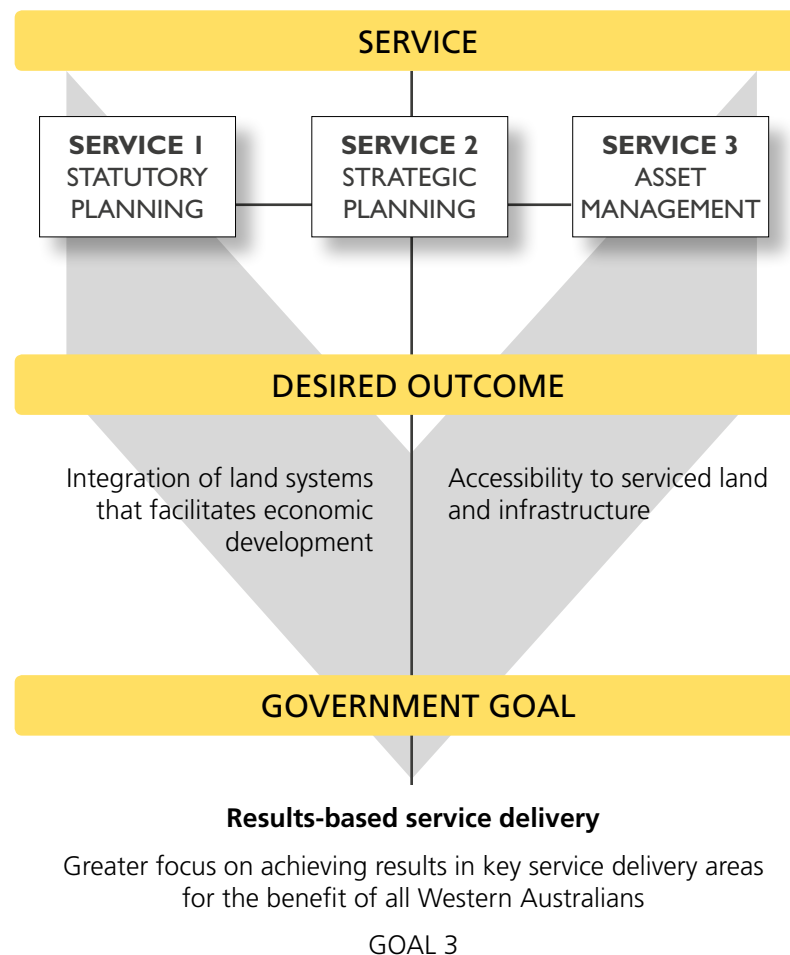 SERVICE
SERVICE 1
STATUTORY
PLANNING
SERVICE 2
STRATEGIC
PLANNING
SERVICE 3
ASSET
MANAGEMENT
DESIRED OUTCOME
Integration of land systems
that facilitates economic
development
Accessibility to serviced land
and infrastructure
GOVERNMENT GOAL
Results-based service delivery
Greater focus on achieving results in key service delivery areas
for the benefit of all Western Australians
GOAL 3